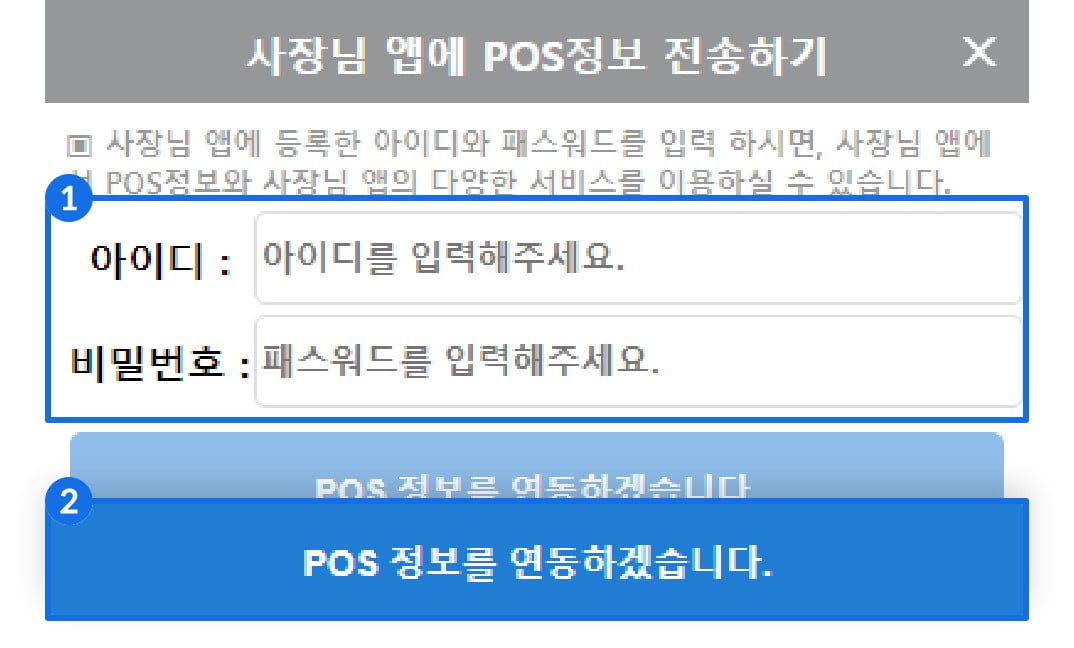 사장님 앱에 POS정보 전송하기 X
▣ 사장님 앱에 등록한 아이디와 패스워드를 입력 하시면, 사장님 앱에
서 POS정보와 사장님 앱의 다양한 서비스를 이용하실 수 있습니다.
1
아이디 : 아이디를 입력해주세요.
비밀번호 : 패스워드를 입력해주세요.
POS 정보를 연동하겠습니다.
2
POS 정보를 연동하겠습니다.